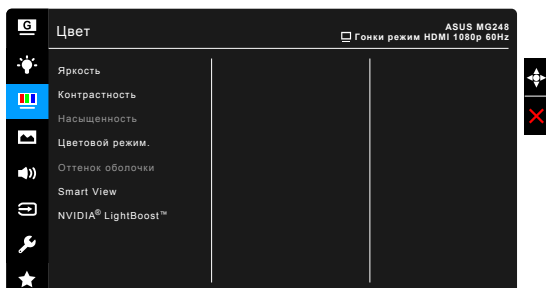 G
Цвет
ASUS MG248
Гонки режим HDMI 1080p 60Hz
Яркость
Контрастность
Насыщенность
Цветовой режим.
Оттенок оболочки
Smart View
NVIDIA® LightBoost™